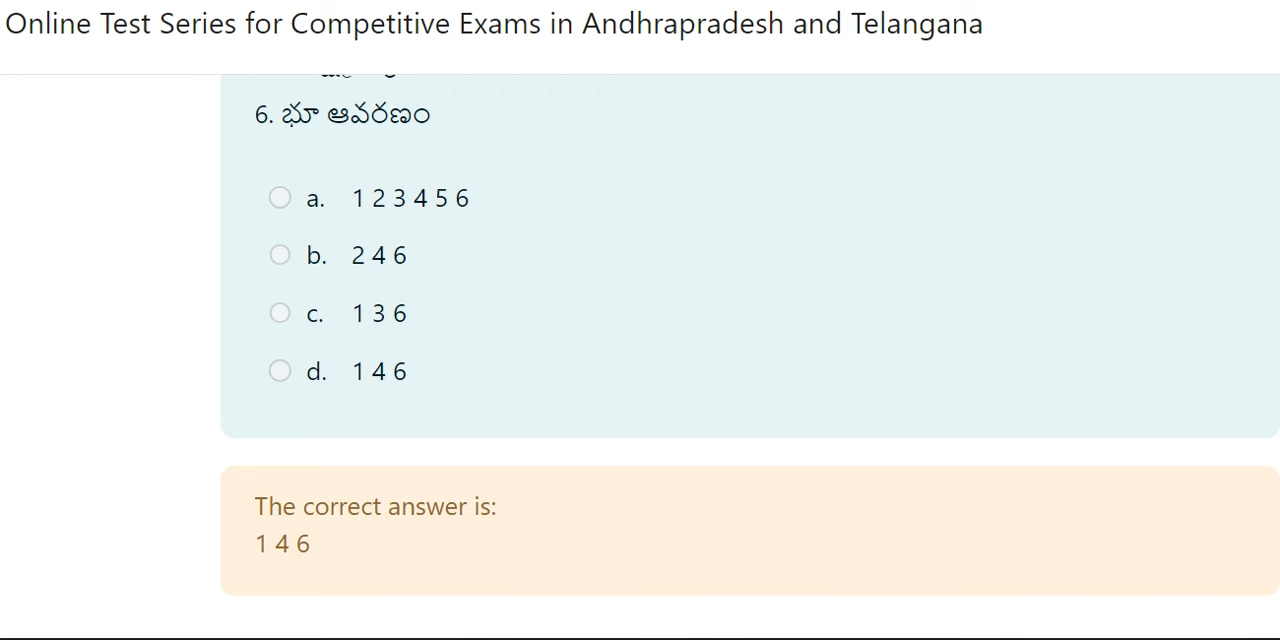 Online Test Series for Competitive Exams in Andhrapradesh and Telangana
6. భూ ఆవరణం
a. 1 2 3 4 5 6
b. 2 4 6
c. 1 3 6
d. 1 4 6
The correct answer is:
1 4 6